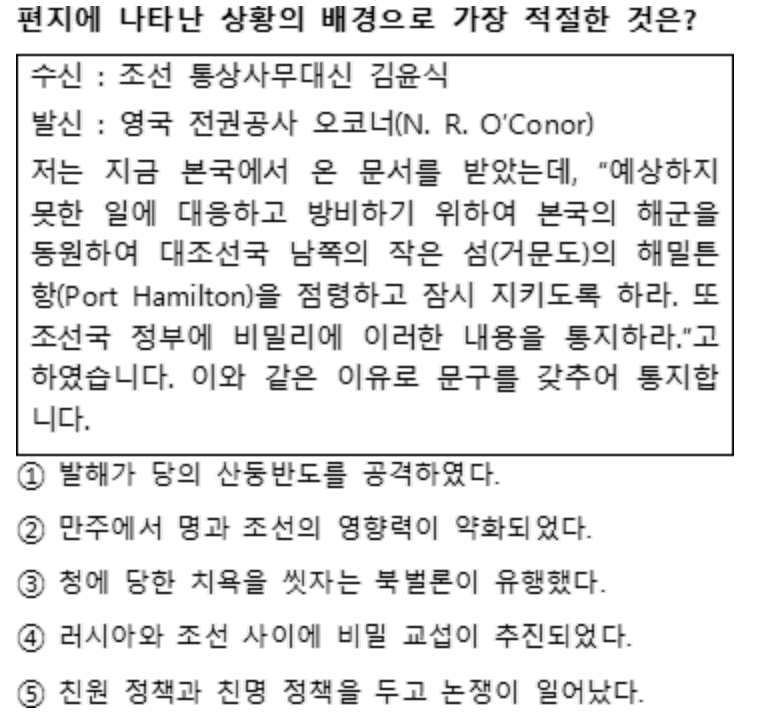 편지에 나타난 상황의 배경으로 가장 적절한 것은?
수신 : 조선 통상사무대신 김윤식
발신 : 영국 전권공사 오코너(N. R. O'Conor)
저는 지금 본국에서 온 문서를 받았는데, "예상하지
못한 일에 대응하고 방비하기 위하여 본국의 해군을
동원하여 대조선국 남쪽의 작은 섬(거문도)의 해밀튼
항(Port Hamilton)을 점령하고 잠시 지키도록 하라. 또
조선국 정부에 비밀리에 이러한 내용을 통지하라."고
하였습니다. 이와 같은 이유로 문구를 갖추어 통지합
니다.
① 발해가 당의 산둥반도를 공격하였다.
② 만주에서 명과 조선의 영향력이 약화되었다.
③ 청에 당한 치욕을 씻자는 북벌론이 유행했다.
④ 러시아와 조선 사이에 비밀 교섭이 추진되었다.
⑤ 친원 정책과 친명 정책을 두고 논쟁이 일어났다.